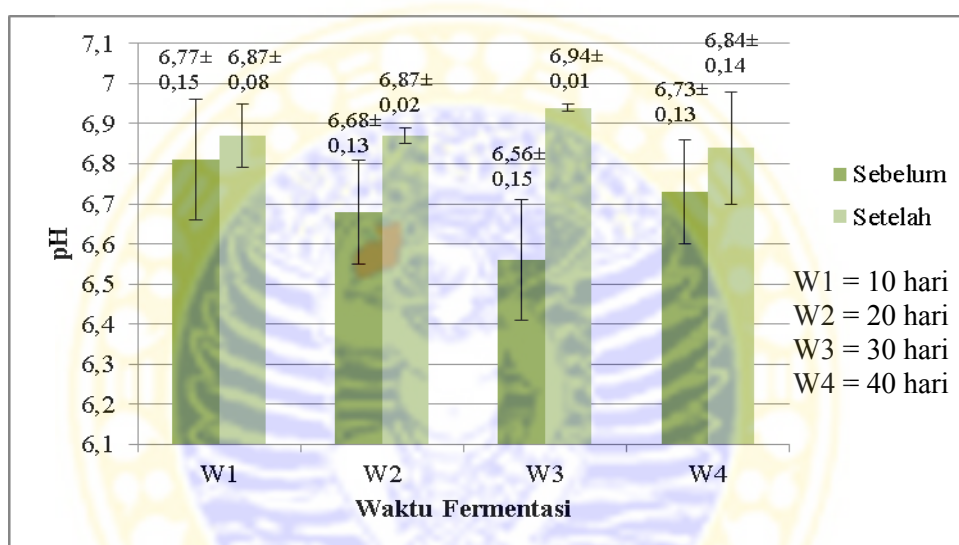 7,1
7
6,9
6,8
6,7
6,6
6,5
6,4
6,3
6,2
6,1
pH
6,77±
0,15
6,87±
0,08
6,68±
0,13
6,87±
0,02
6,56±
0,15
6,94±
0,01
6,73±
0,13
6,84±
0,14
W1
W2
W3
W4
Waktu Fermentasi
Sebelum
Setelah
W1 = 10 hari
W2 = 20 hari
W3 = 30 hari
W4 = 40 hari